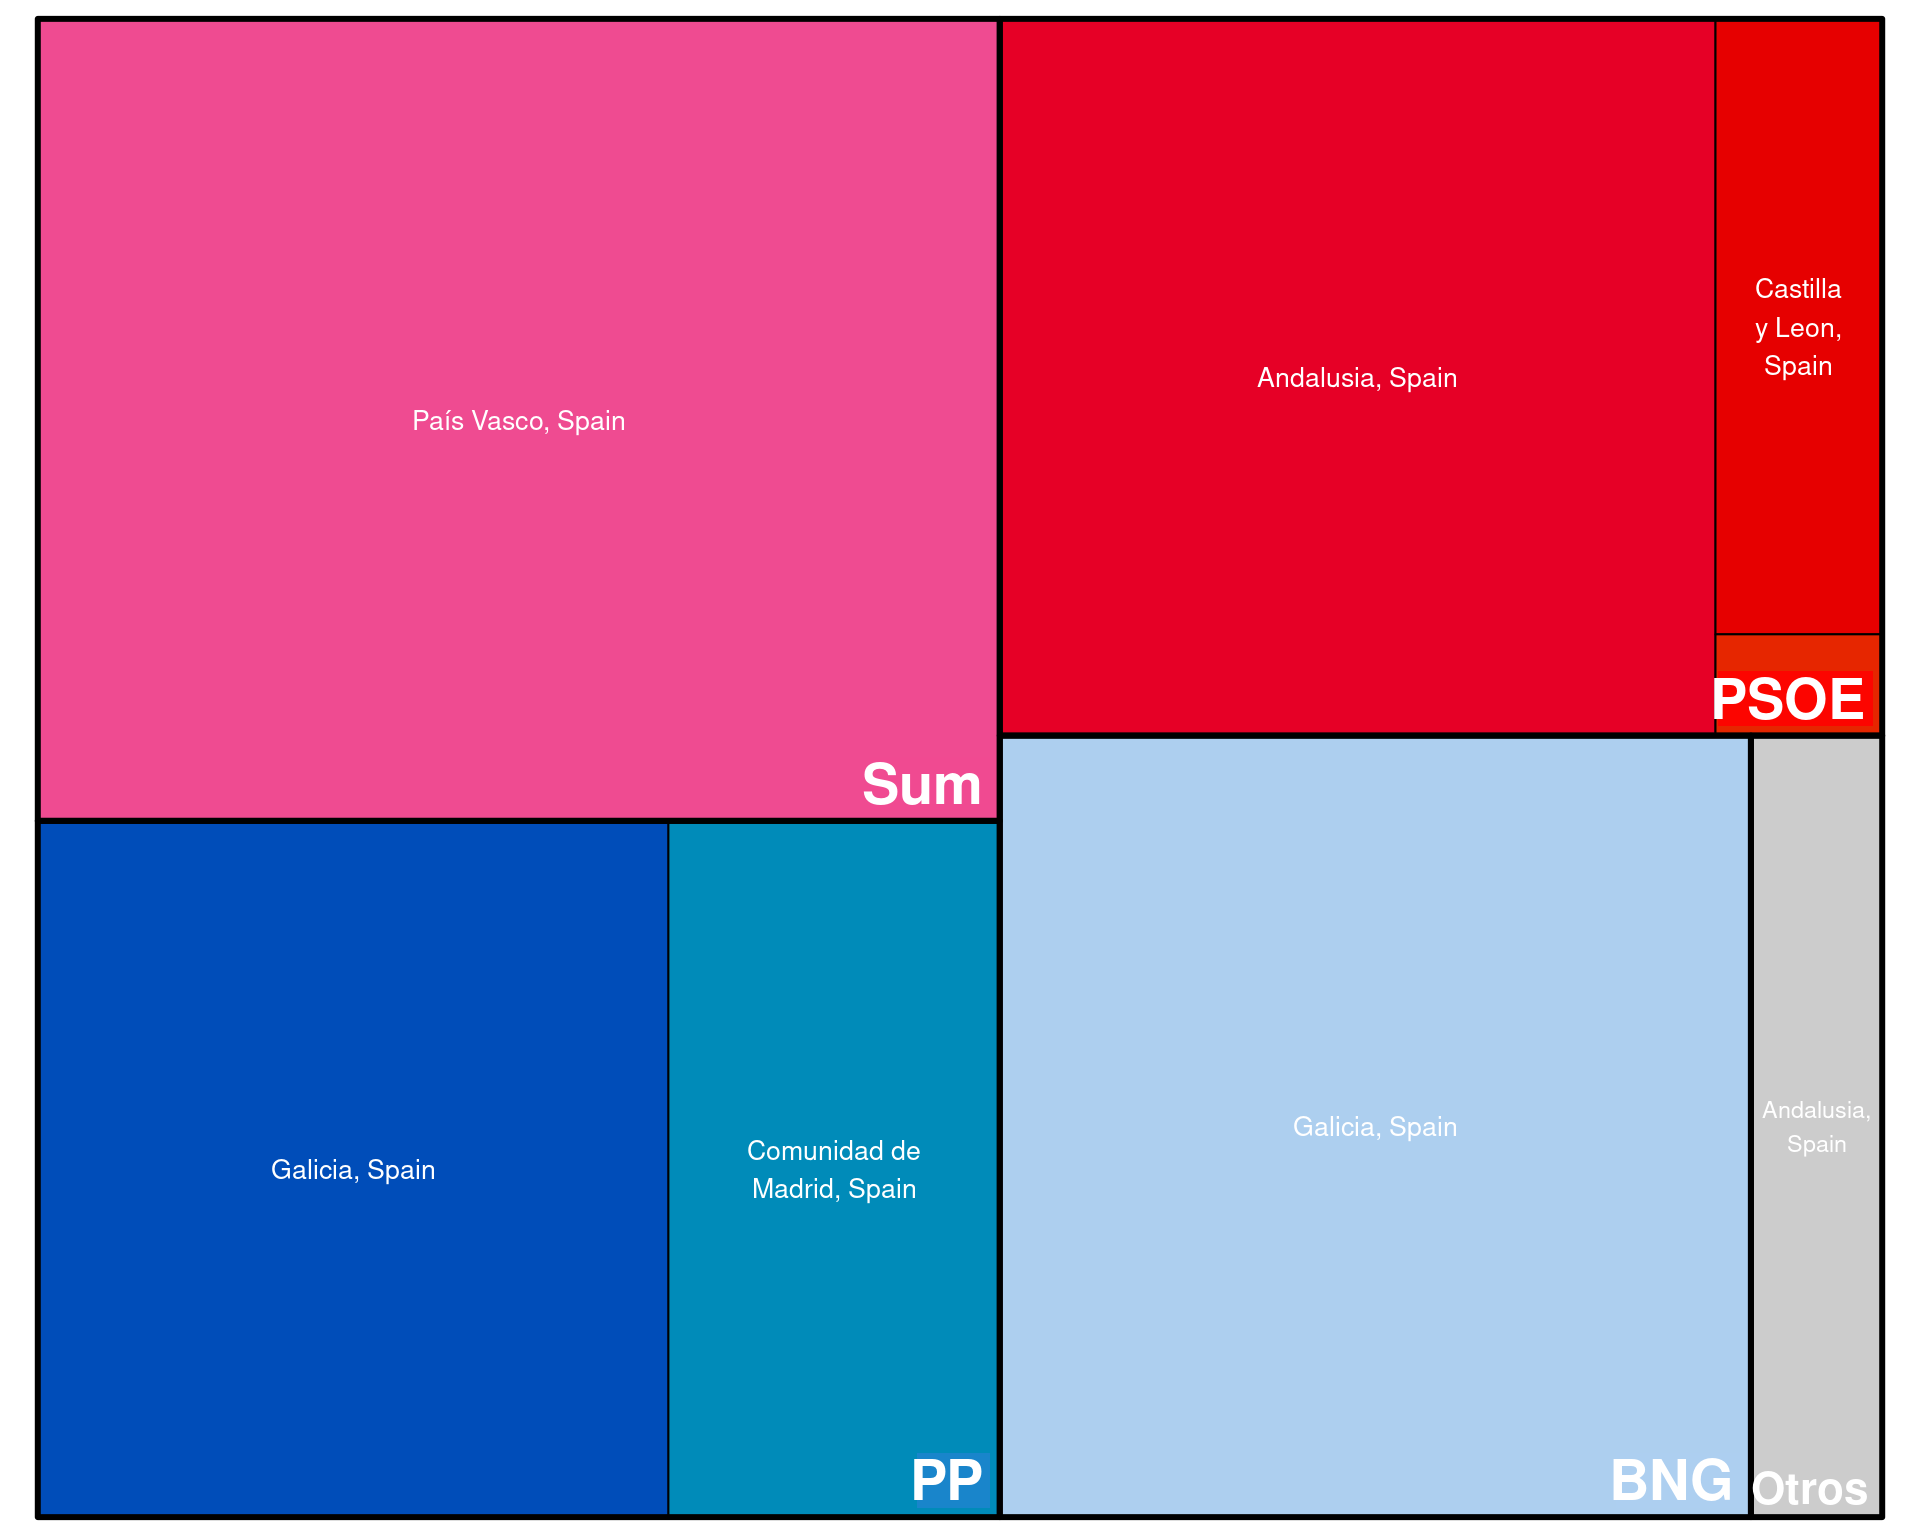 País Vasco, Spain
Sum
Andalusia, Spain
Castilla
y Leon,
Spain
PSOE
Galicia, Spain
Comunidad de
Madrid, Spain
PP
Galicia, Spain
BNG
Andalusia,
Spain
Otros